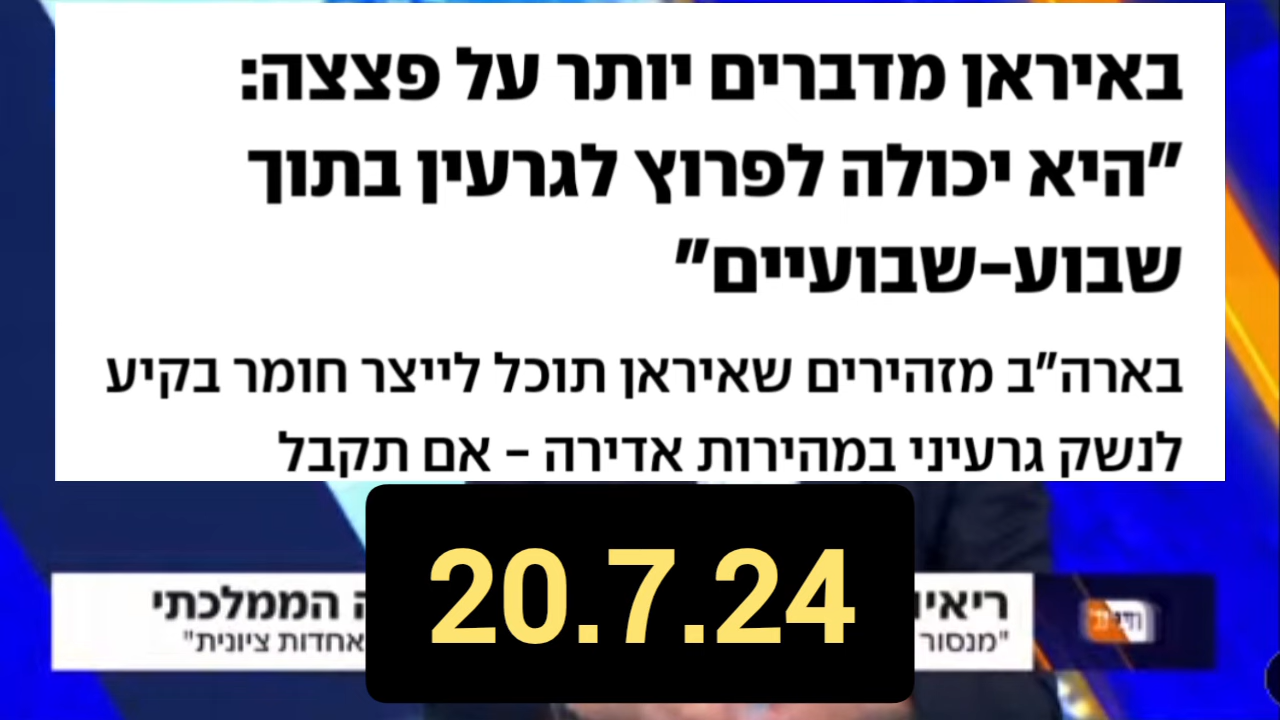 באיראן מדברים יותר על פצצה:
"היא יכולה לפרוץ לגרעין בתוך
שבוע-שבועיים"
בארה"ב מזהירים שאיראן תוכל לייצר חומר בקיע
לנשק גרעיני במהירות אדירה - אם תקבל
20.7.24
הממלכתי
"מנסור אחדות ציונית"